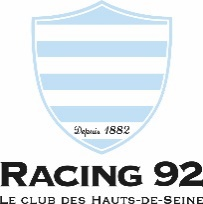 Depuis 1882
RACING 92
LE CLUB DES HAUTS-DE-SEINE